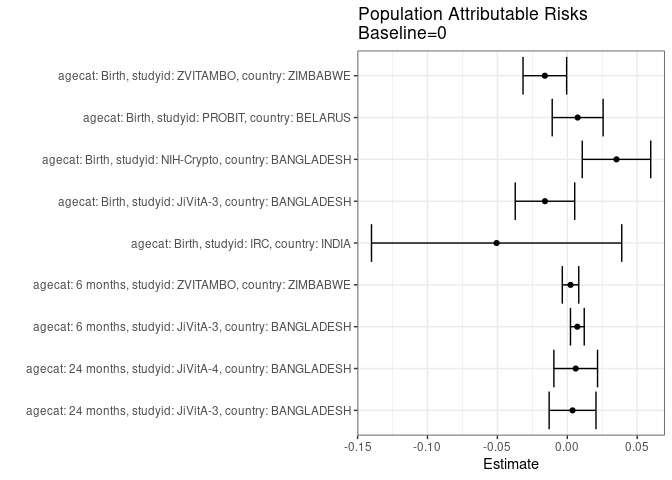 Population Attributable Risks
Baseline=0
agecat: Birth, studyid: ZVITAMBO, country: ZIMBABWE
agecat: Birth, studyid: PROBIT, country: BELARUS
agecat: Birth, studyid: NIH-Crypto, country: BANGLADESH
agecat: Birth, studyid: JiVitA-3, country: BANGLADESH
agecat: Birth, studyid: IRC, country: INDIA
agecat: 6 months, studyid: ZVITAMBO, country: ZIMBABWE
agecat: 6 months, studyid: JiVitA-3, country: BANGLADESH
agecat: 24 months, studyid: JiVitA-4, country: BANGLADESH
agecat: 24 months, studyid: JiVitA-3, country: BANGLADESH
-0.15 -0.10 -0.05 0.00 0.05
Estimate